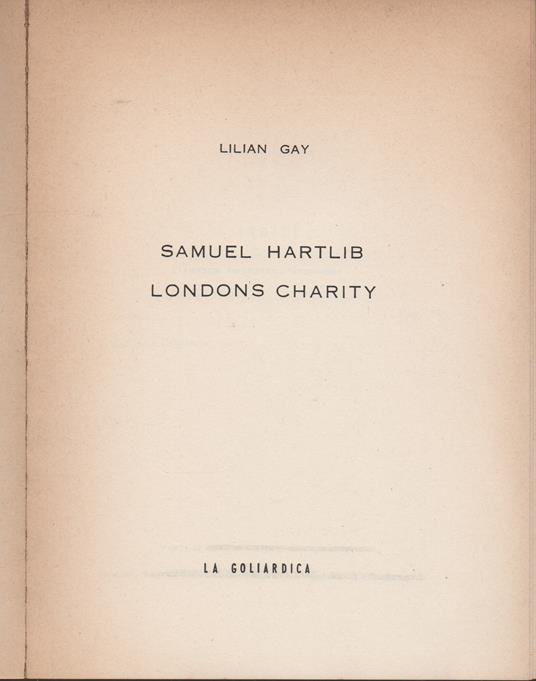 LILIAN GAY
SAMUEL HARTLIB
LONDONS CHARITY
LA GOLIARDICA